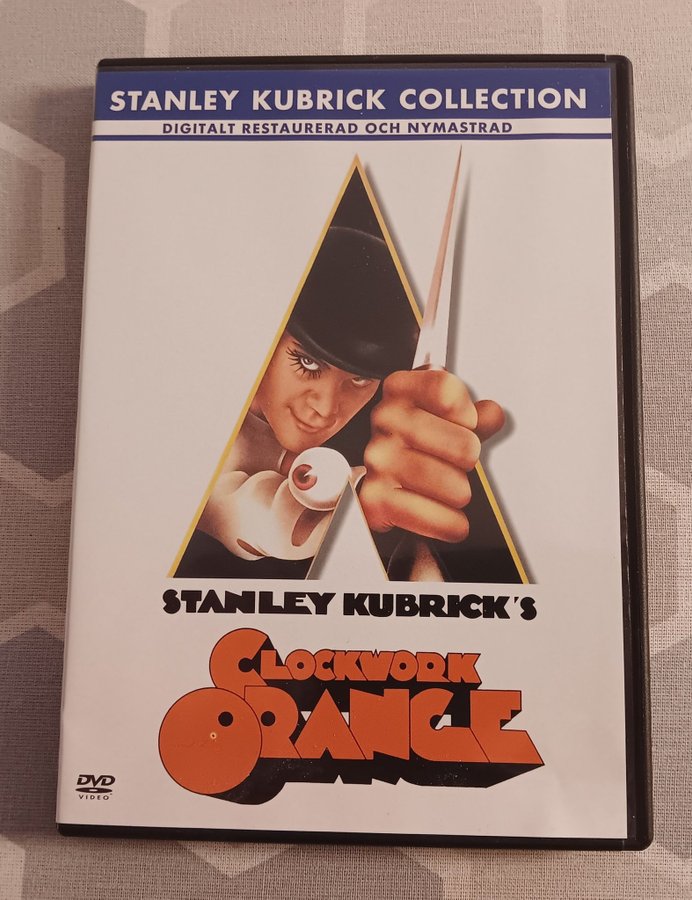 STANLEY KUBRICK COLLECTION
DIGITALT RESTAURERAD OCH NYMASTRAD
STANLEY KUBRICK'S
CLOCKWORK
ORANGE
DVD
VIDEO